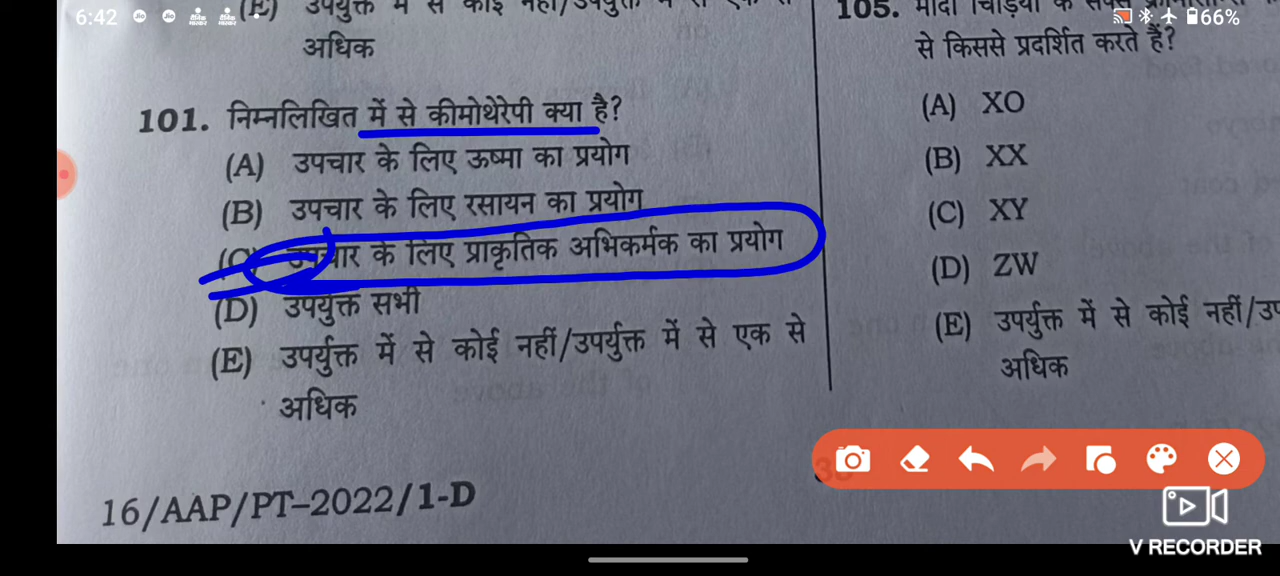 6:42
66%
(E) उपर्युक्त में से कोई नहीं/उपर्युक्त में से एक से
अधिक
101. निम्नलिखित में से कीमोथेरेपी क्या है?
(A) उपचार के लिए ऊष्मा का प्रयोग
(B) उपचार के लिए रसायन का प्रयोग
(C) उपचार के लिए प्राकृतिक अभिकर्मक का प्रयोग
(D) उपर्युक्त सभी
(E) उपर्युक्त में से कोई नहीं/उपर्युक्त में से एक से
अधिक
16/AAP/PT–2022/1-D
105. मादा चिड़ियों के
से किससे प्रदर्शित करते हैं?
(A) XO
(B) XX
(C) XY
(D) ZW
(E) उपर्युक्त में से कोई नहीं/उप
अधिक
V RECORDER